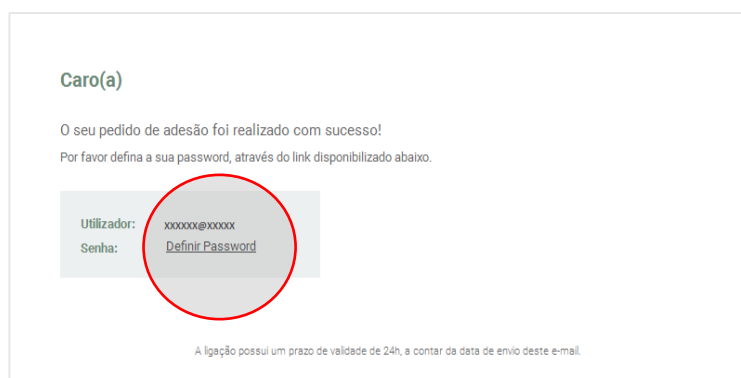 Caro(a)
O seu pedido de adesão foi realizado com sucesso!
Por favor defina a sua password, através do link disponibilizado abaixo.
Utilizador: xxxxxx@xxxxx
Senha: Definir Password
A ligação possui um prazo de validade de 24h, a contar da data de envio deste e-mail.